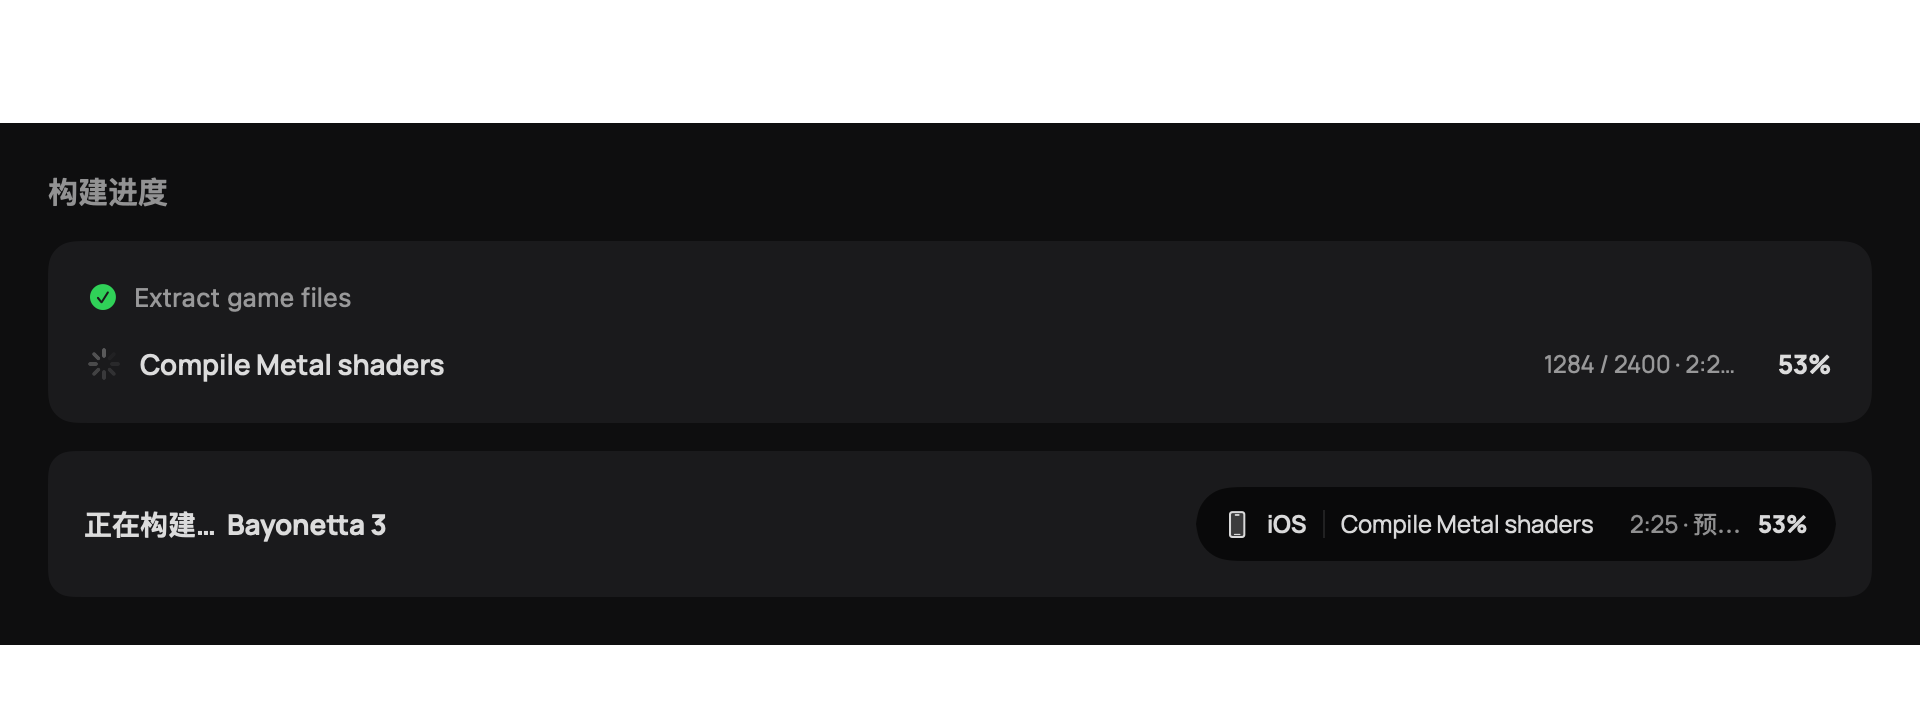 构建进度
Extract game files
Compile Metal shaders 1284 / 2400 · 2:2... 53%
正在构建... Bayonetta 3 iOS Compile Metal shaders 2:25 · 预... 53%